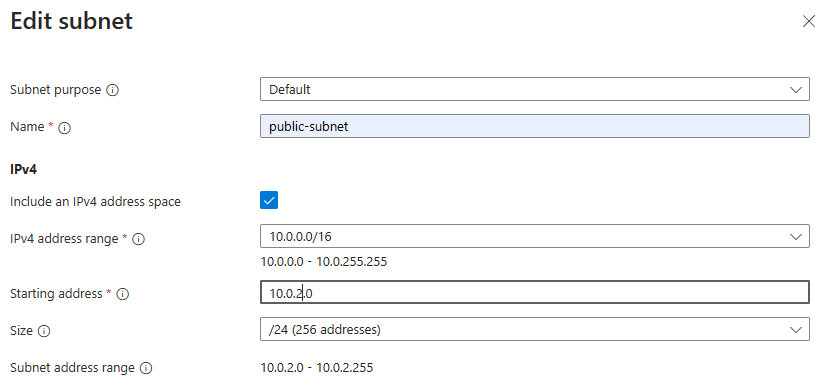 Edit subnet
Subnet purpose
Default
Name *
public-subnet
IPv4
Include an IPv4 address space
IPv4 address range *
10.0.0.0/16
10.0.0.0 - 10.0.255.255
Starting address *
10.0.2.0
Size
/24 (256 addresses)
Subnet address range
10.0.2.0 - 10.0.2.255